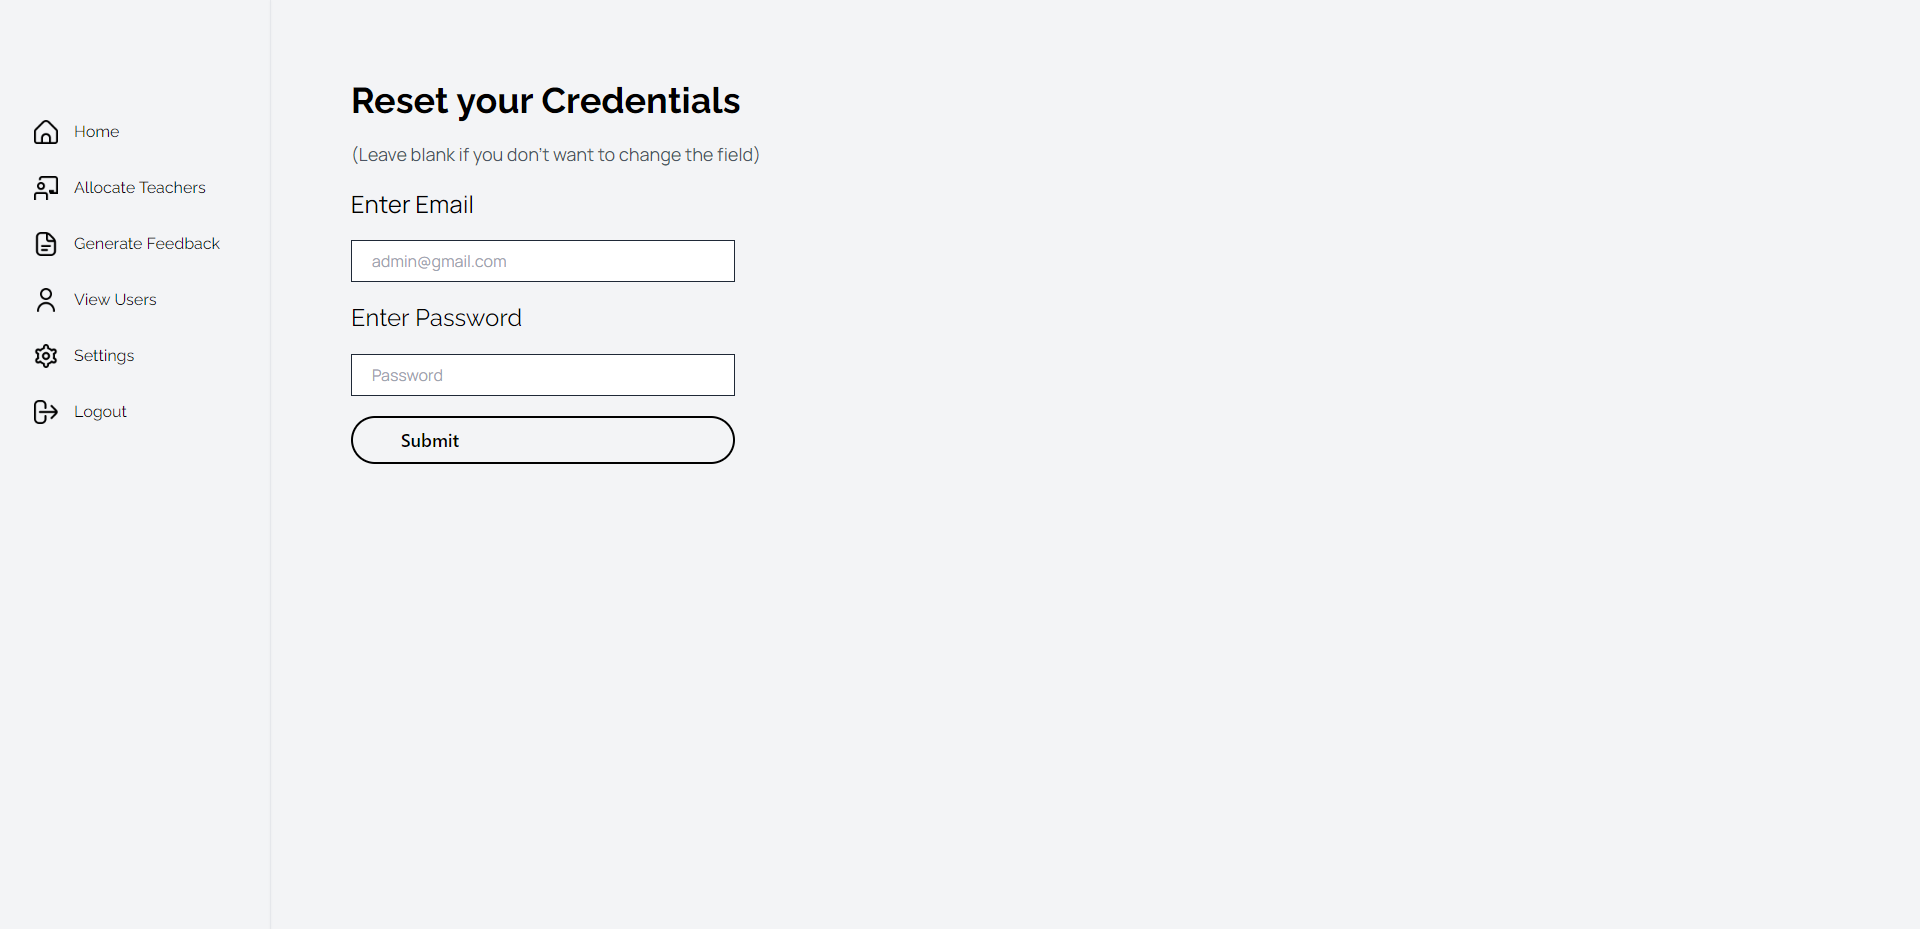 Home
Allocate Teachers
Generate Feedback
View Users
Settings
Logout
Reset your Credentials
(Leave blank if you don't want to change the field)
Enter Email
admin@gmail.com
Enter Password
Password
Submit